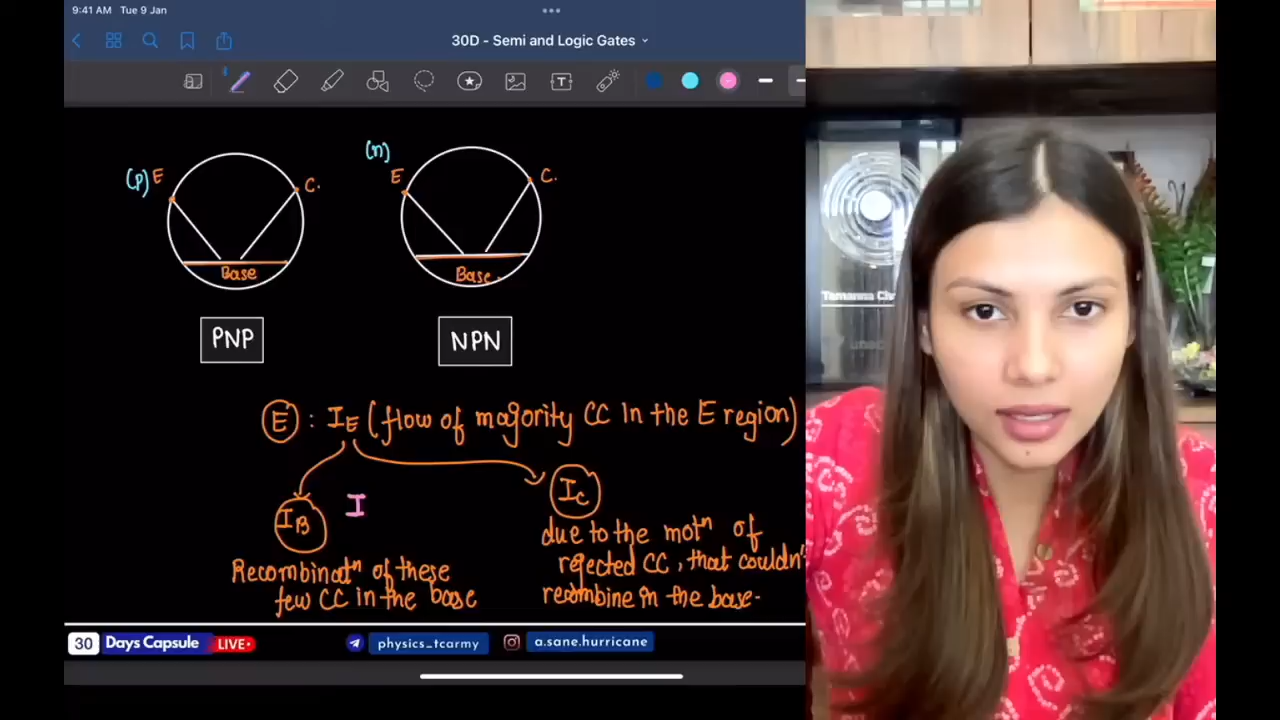 9:41 AM Tue 9 Jan
30D - Semi and Logic Gates
(p) E
C.
Base
PNP
(n)
E
C.
Base.
NPN
E : IE (flow of majority CC in the E region)
IB
I
IC
Recombinatn of these
few CC in the base
due to the motn of
rejected CC, that couldn'
recombine in the base.
30 Days Capsule LIVE
physics_tcarmy
a.sane.hurricane
Tamanna